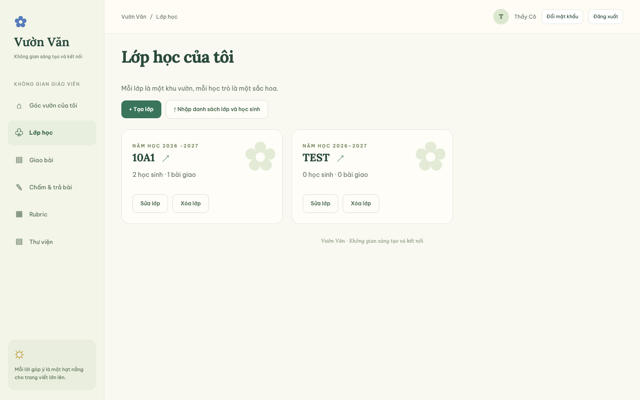 Vườn Văn
Không gian sáng tạo và kết nối
KHÔNG GIAN GIÁO VIÊN
Góc vườn của tôi
Lớp học
Giao bài
Chấm & trả bài
Rubric
Thư viện
Mỗi lời góp ý là một hạt nắng
cho trang viết lớn lên.
Vườn Văn / Lớp học
T Thầy Cô Đổi mật khẩu Đăng xuất
Lớp học của tôi
Mỗi lớp là một khu vườn, mỗi học trò là một sắc hoa.
+ Tạo lớp
↑ Nhập danh sách lớp và học sinh
NĂM HỌC 2026 -2027
10A1 ↗
2 học sinh · 1 bài giao
Sửa lớp Xóa lớp
NĂM HỌC 2026-2027
TEST ↗
0 học sinh · 0 bài giao
Sửa lớp Xóa lớp
Vườn Văn · Không gian sáng tạo và kết nối